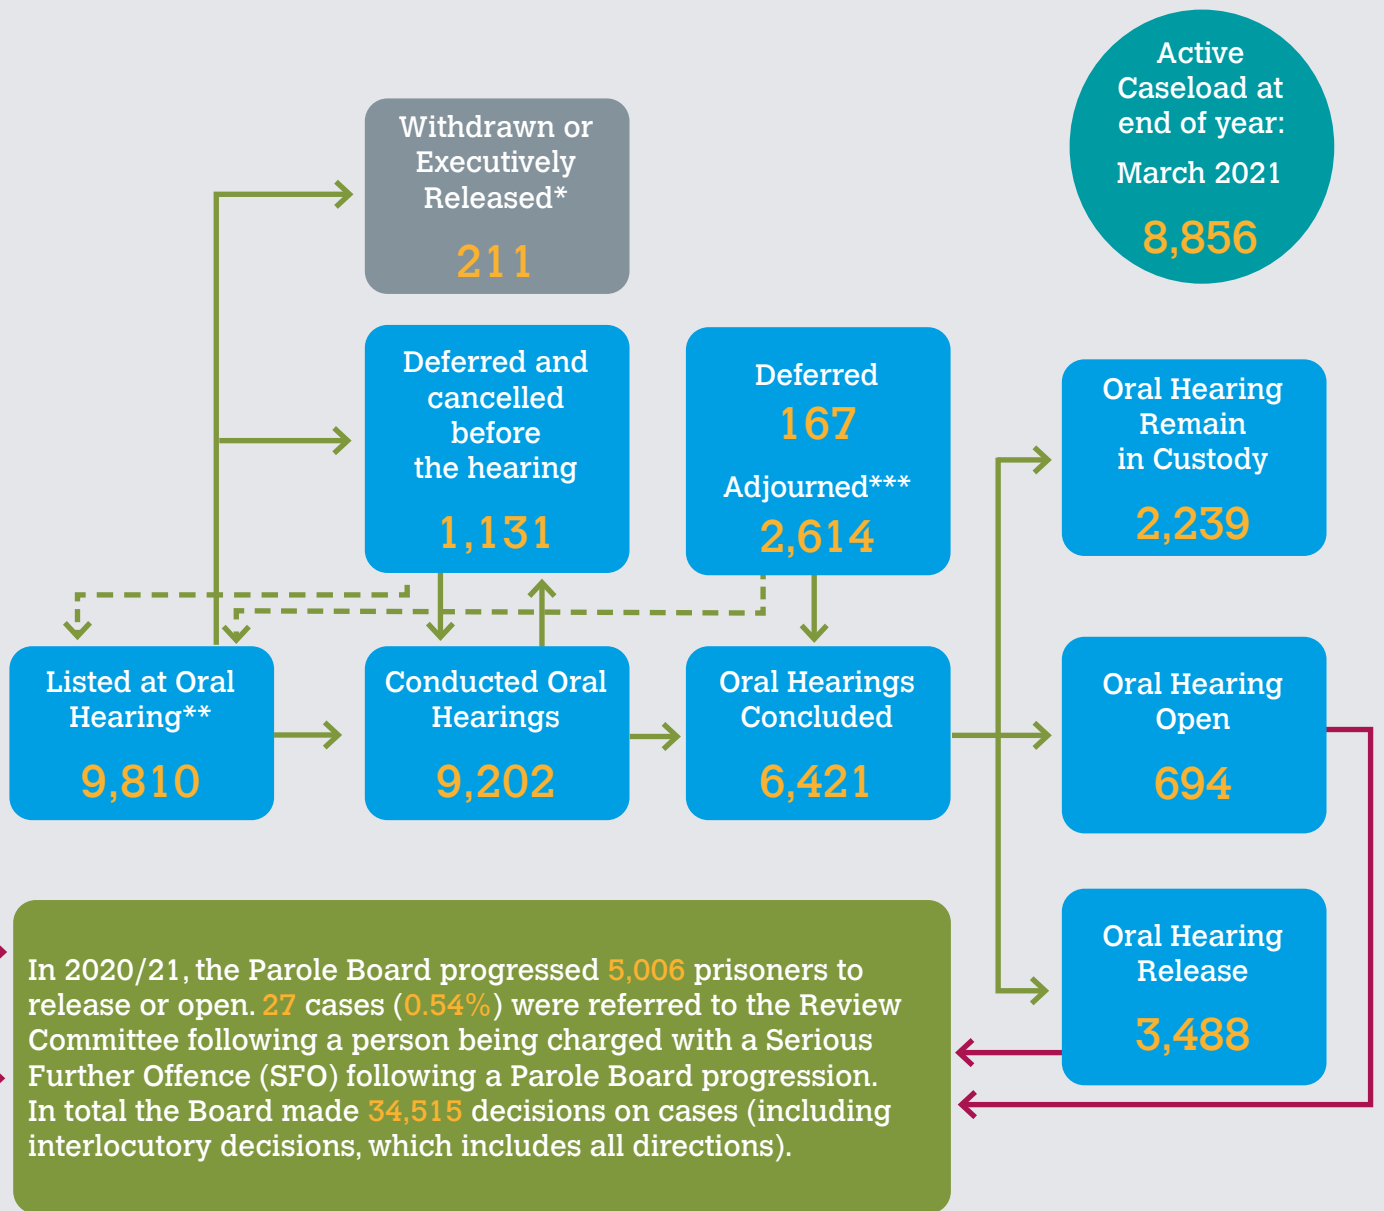 Active
Caseload at
end of year:
March 2021
8,856
Withdrawn or
Executively
Released*
211
Deferred and
cancelled
before
the hearing
1,131
Deferred
167
Adjourned***
2,614
Oral Hearing
Remain
in Custody
2,239
Listed at Oral
Hearing**
9,810
Conducted Oral
Hearings
9,202
Oral Hearings
Concluded
6,421
Oral Hearing
Open
694
Oral Hearing
Release
3,488
In 2020/21, the Parole Board progressed 5,006 prisoners to
release or open. 27 cases (0.54%) were referred to the Review
Committee following a person being charged with a Serious
Further Offence (SFO) following a Parole Board progression.
In total the Board made 34,515 decisions on cases (including
interlocutory decisions, which includes all directions).